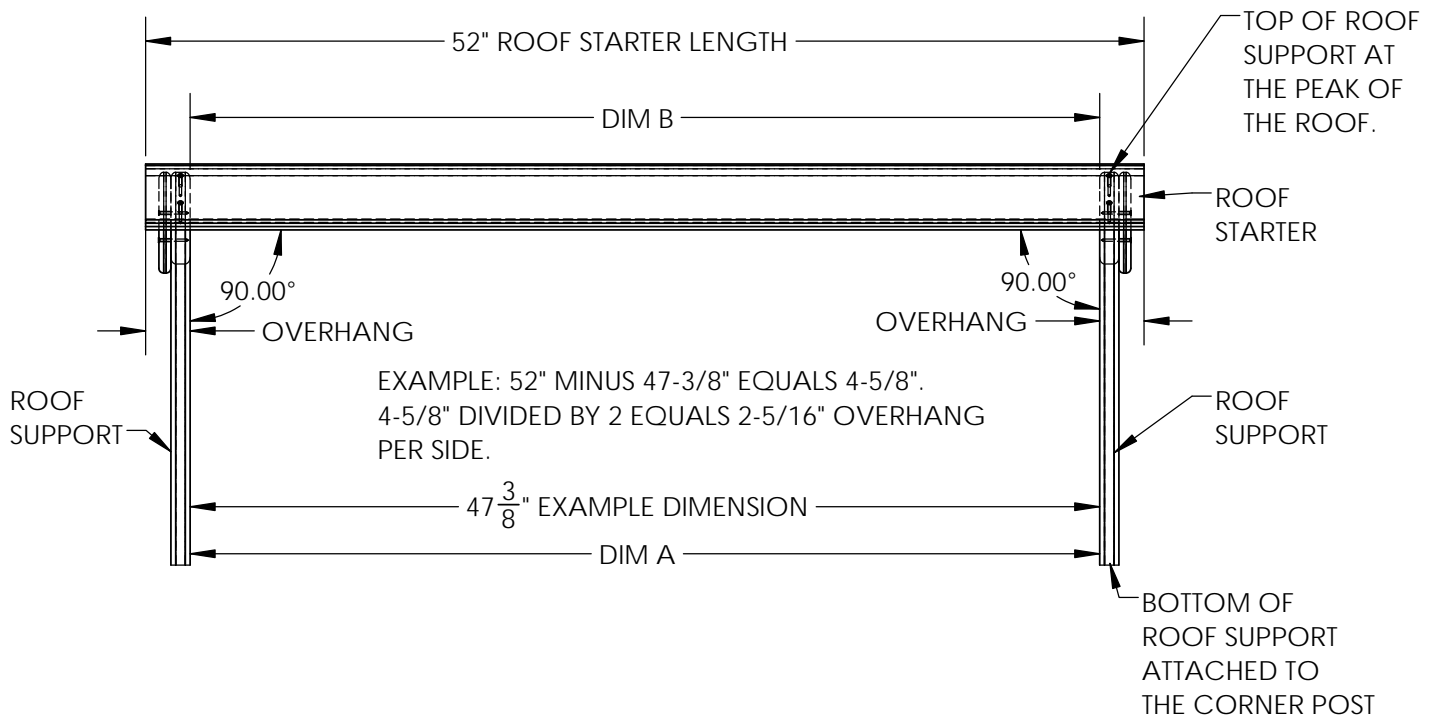 52" ROOF STARTER LENGTH
TOP OF ROOF
SUPPORT AT
THE PEAK OF
THE ROOF.
DIM B
ROOF
STARTER
90.00°
90.00°
OVERHANG
OVERHANG
EXAMPLE: 52" MINUS 47-3/8" EQUALS 4-5/8".
4-5/8" DIVIDED BY 2 EQUALS 2-5/16" OVERHANG
PER SIDE.
ROOF
SUPPORT
ROOF
SUPPORT
47 3/8" EXAMPLE DIMENSION
DIM A
BOTTOM OF
ROOF SUPPORT
ATTACHED TO
THE CORNER POST